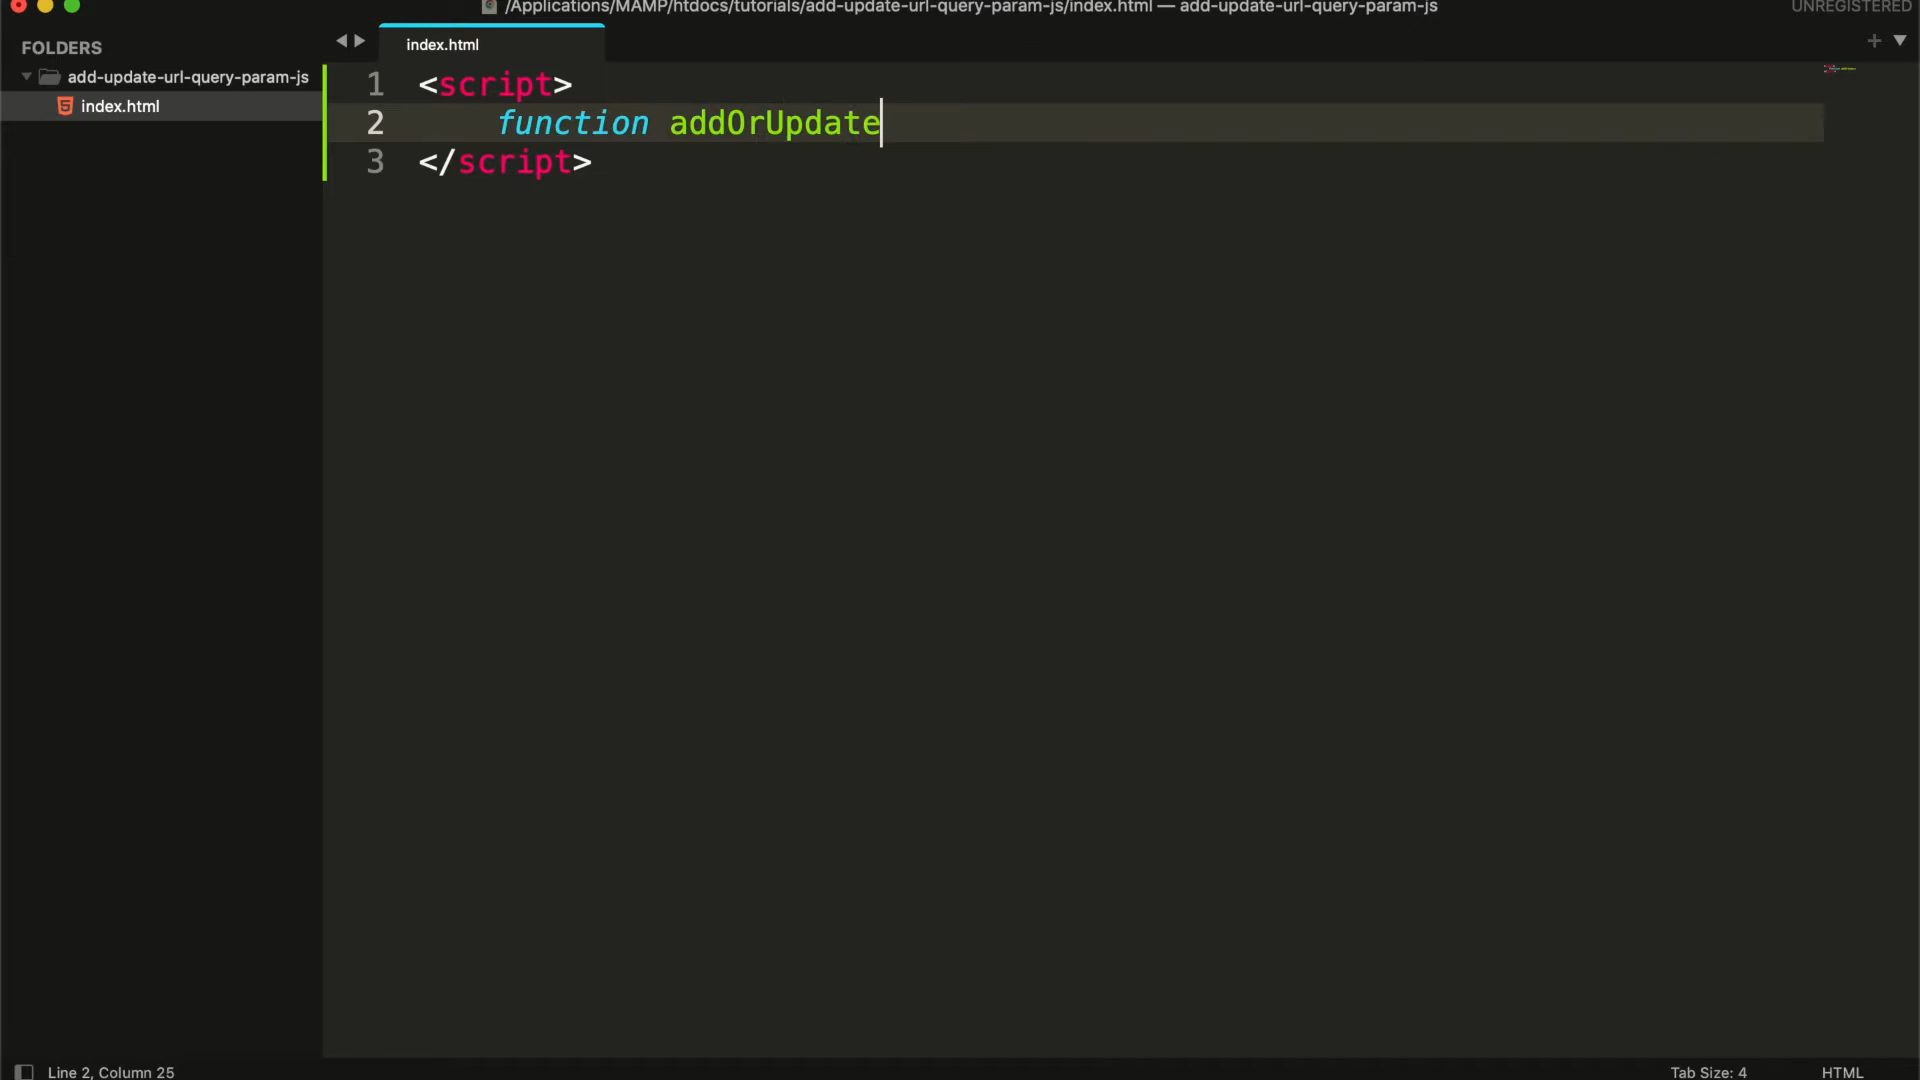 /Applications/MAMP/htdocs/tutorials/add-update-url-query-param-js/index.html — add-update-url-query-param-js
UNREGISTERED
FOLDERS
add-update-url-query-param-js
index.html
index.html
1 <script>
2 function addOrUpdate
3 </script>
Line 2, Column 25
Tab Size: 4
HTML